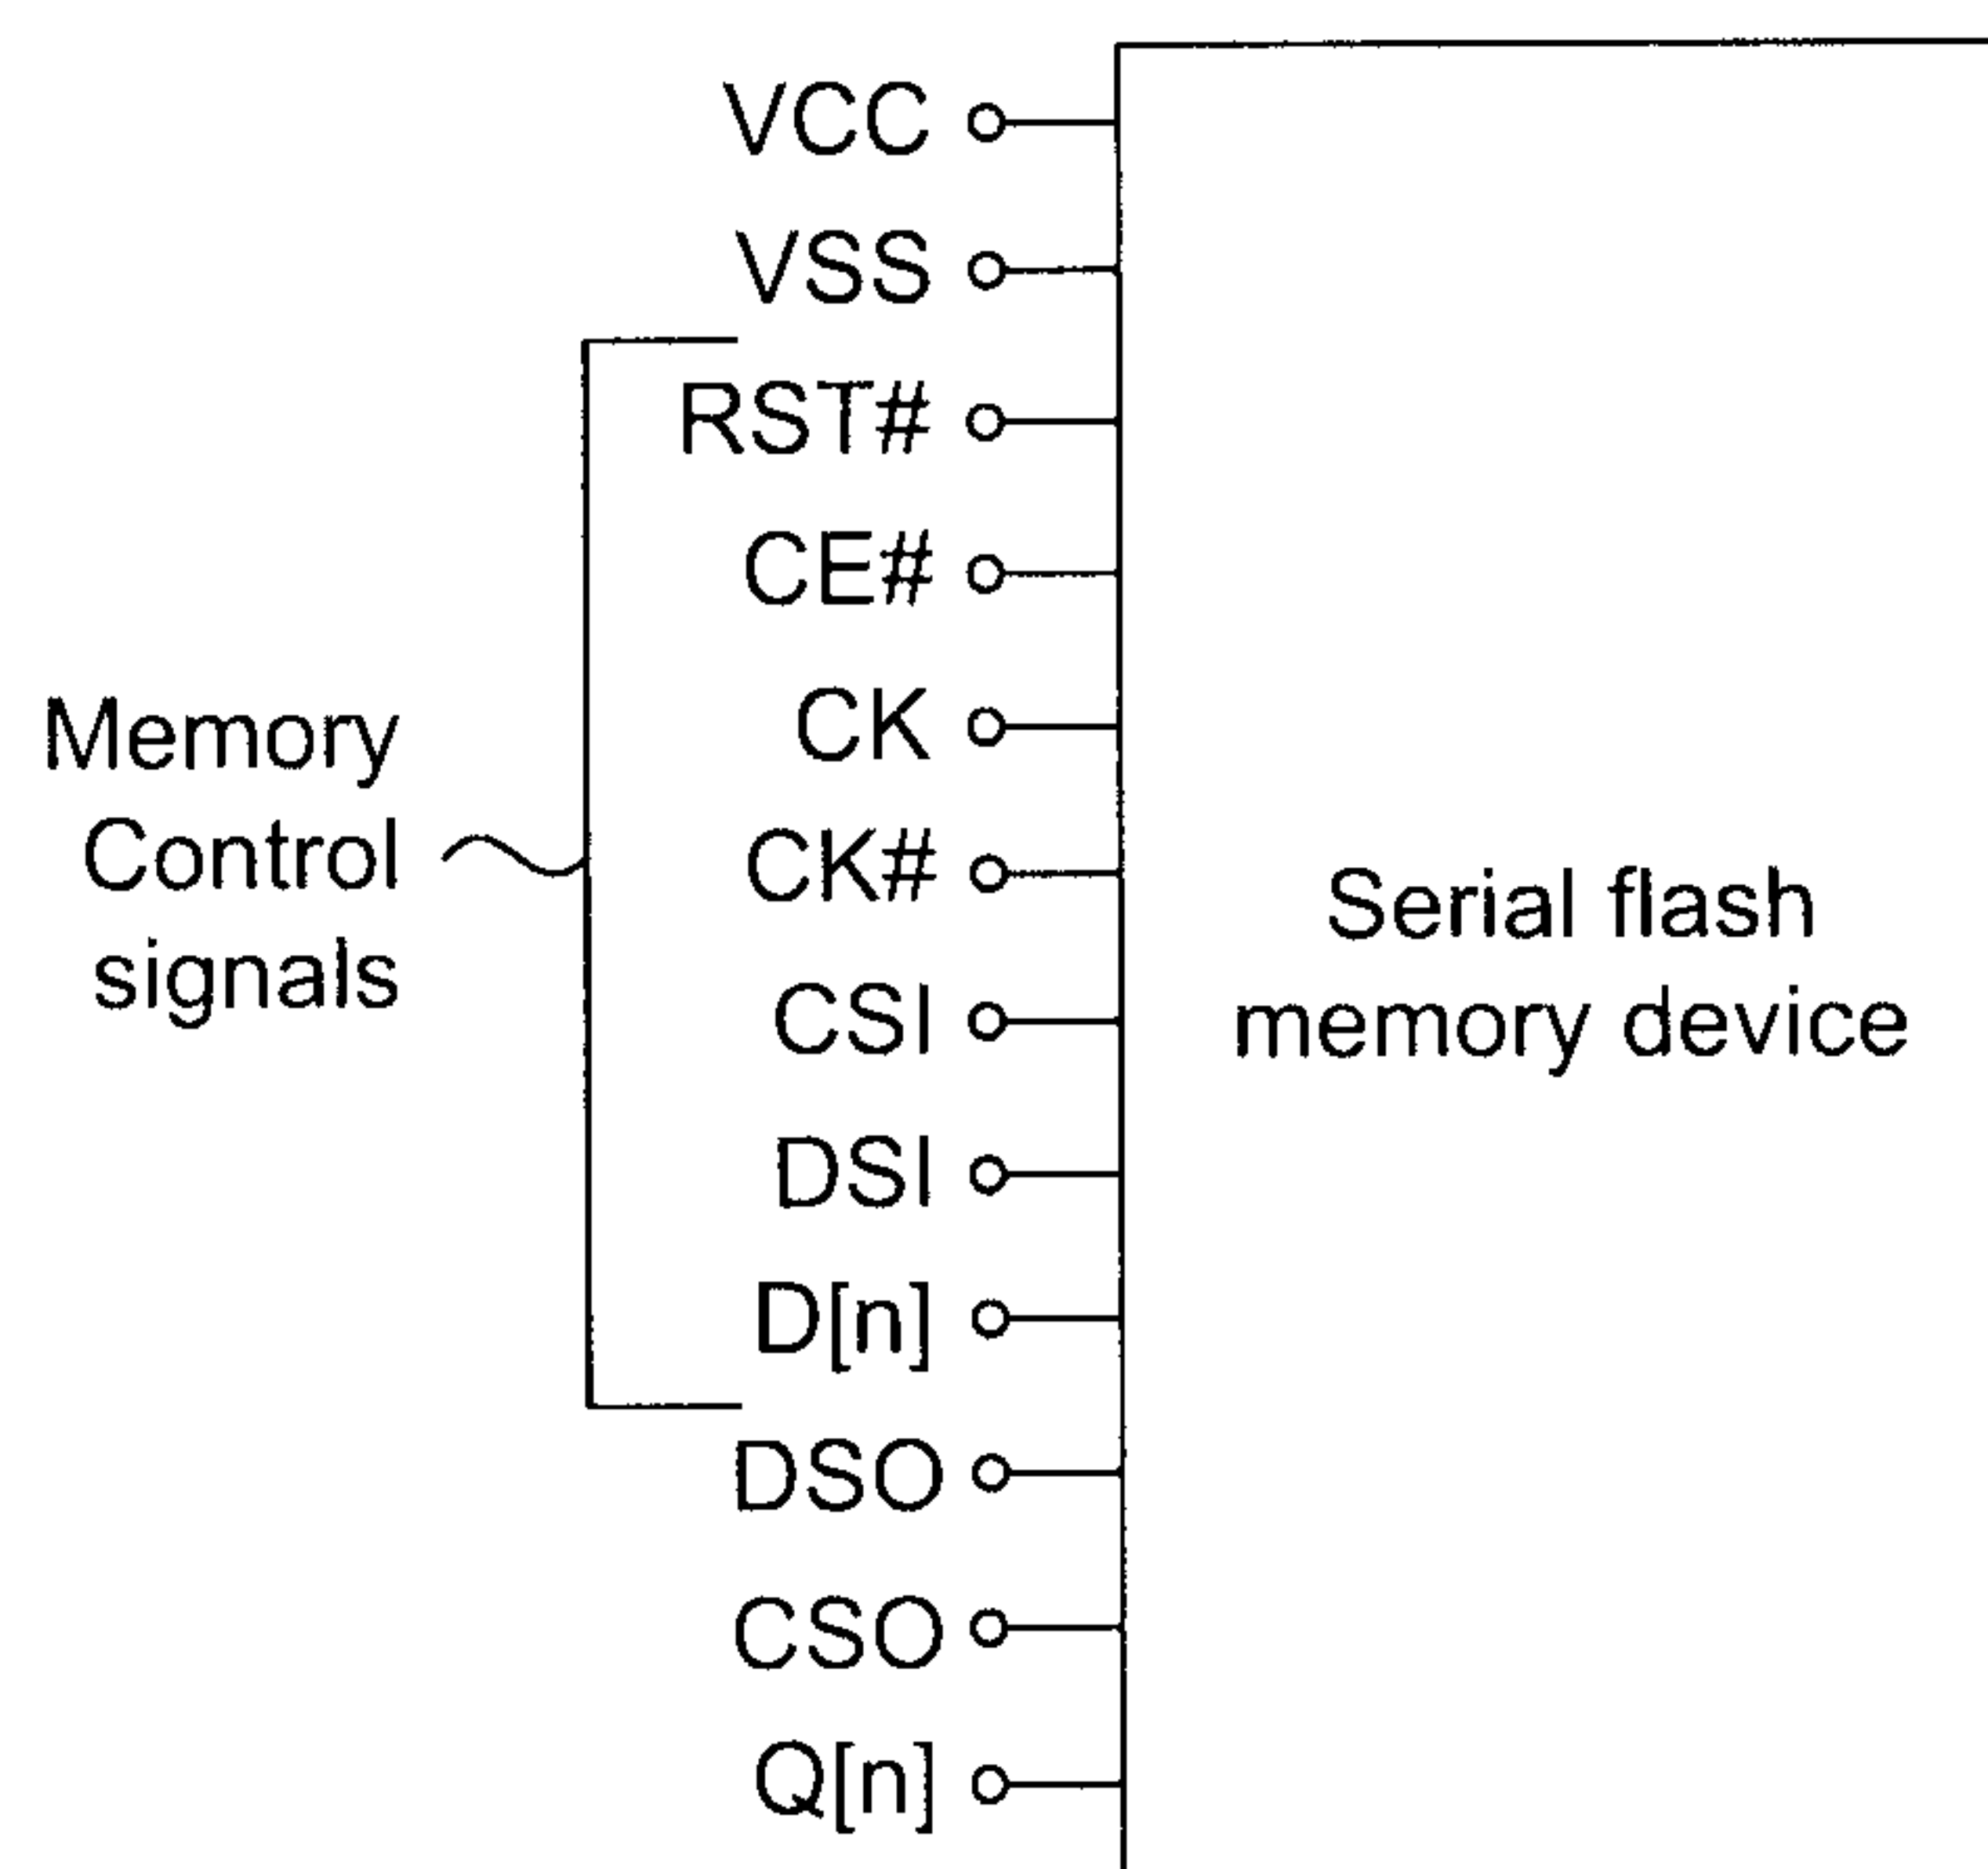 VCC
VSS
RST#
CE#
CK
CK#
CSI
DSI
D[n]
DSO
CSO
Q[n]
Memory
Control
signals
Serial flash
memory device